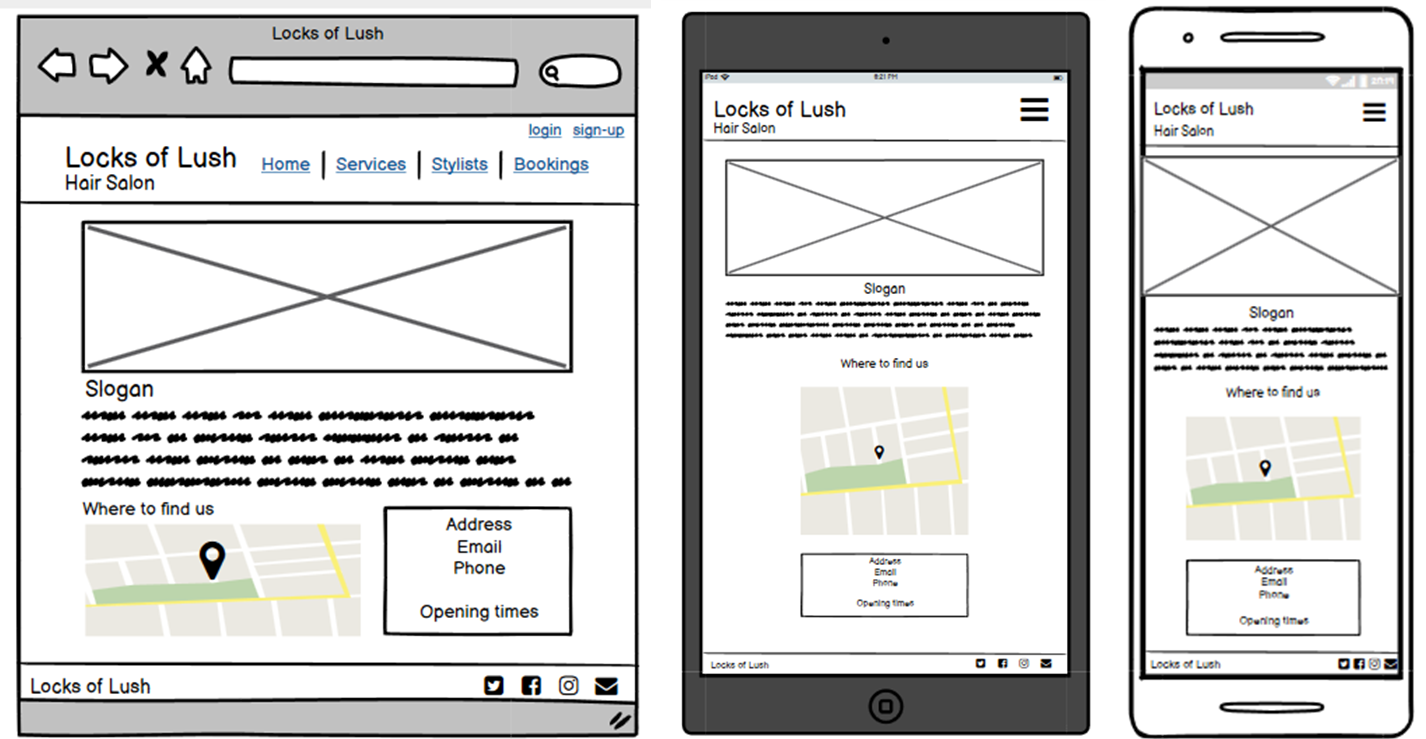 Locks of Lush
login sign-up
Locks of Lush
Hair Salon
Home | Services | Stylists | Bookings
Slogan
Where to find us
Address
Email
Phone
Opening times
Locks of Lush
iPad 8:21 PM
Locks of Lush
Hair Salon
Slogan
Where to find us
Address
Email
Phone
Opening times
Locks of Lush
20:19
Locks of Lush
Hair Salon
Slogan
Where to find us
Address
Email
Phone
Opening times
Locks of Lush